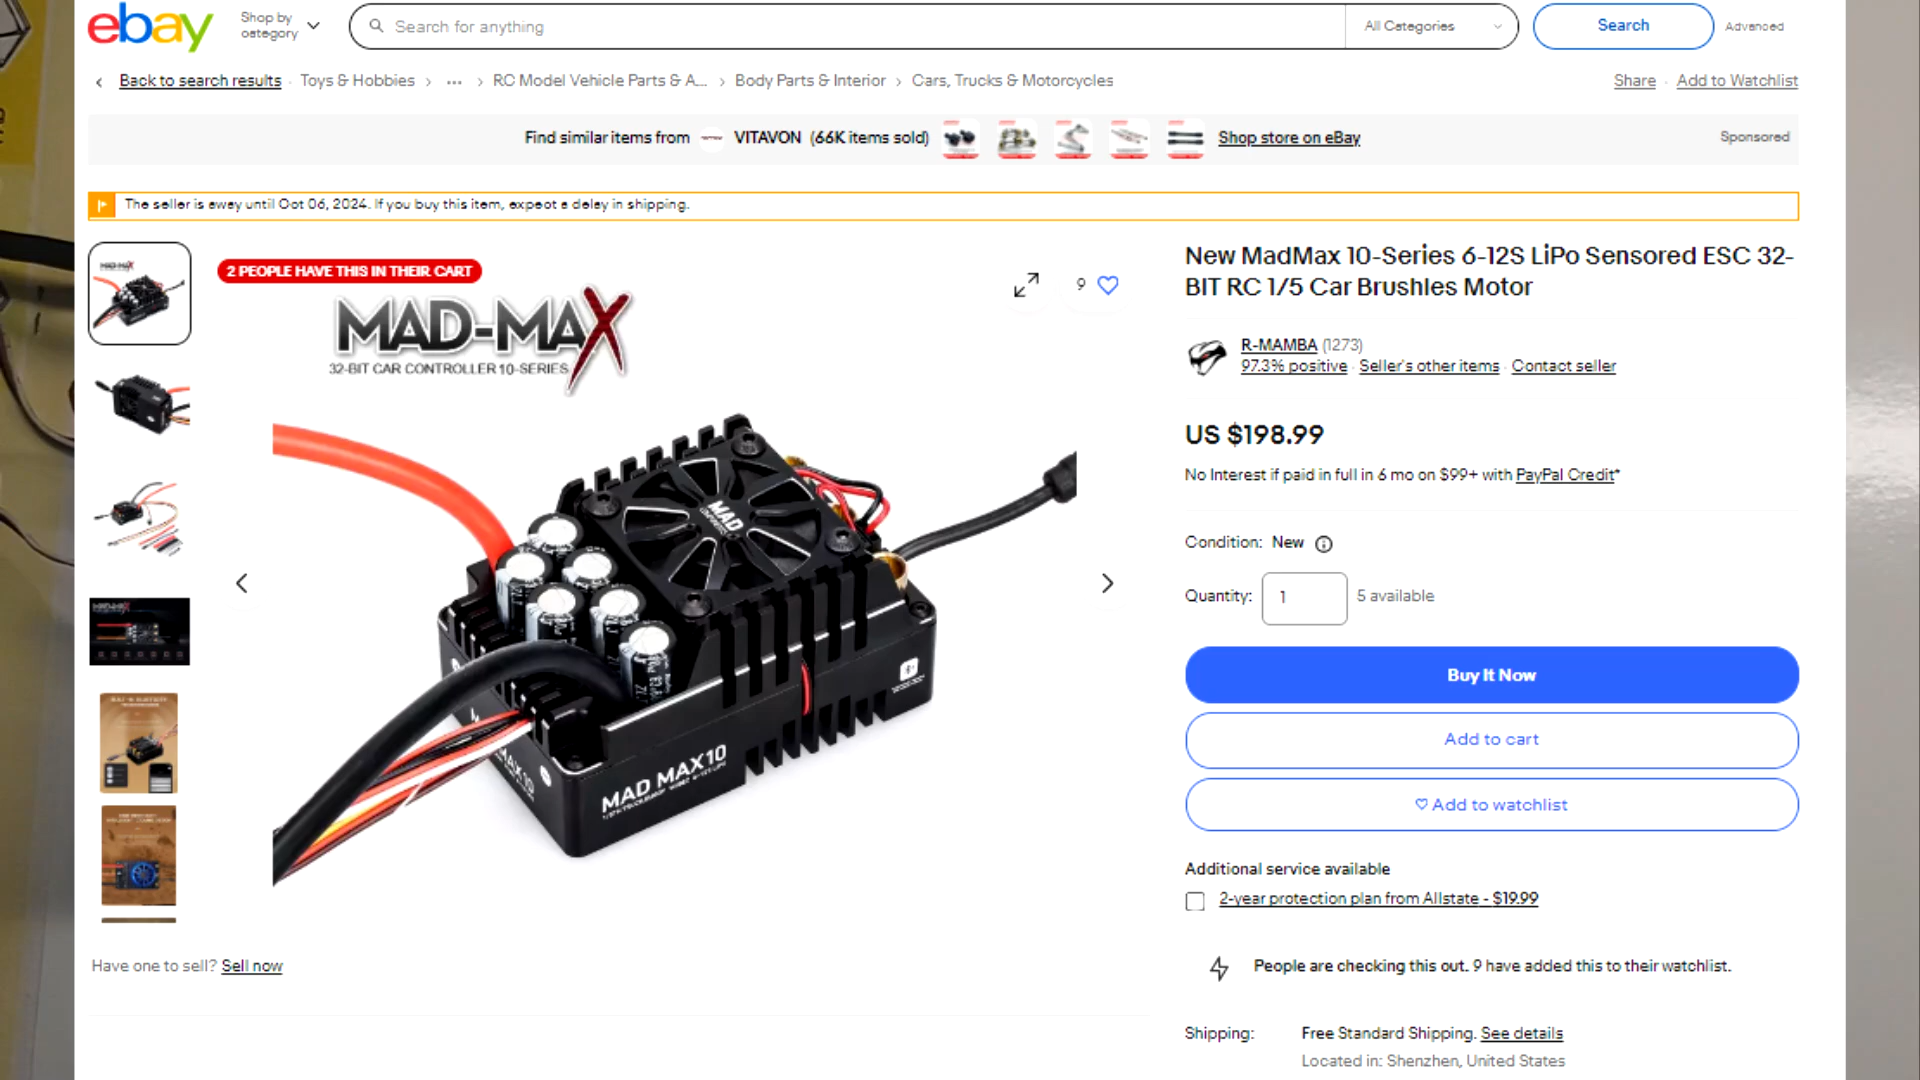 ebay
Shop by
category
Search for anything
All Categories
Search
Advanced
Back to search results
Toys & Hobbies
RC Model Vehicle Parts & A...
Body Parts & Interior
Cars, Trucks & Motorcycles
Share
Add to Watchlist
Find similar items from
VITAVON (66K items sold)
Shop store on eBay
Sponsored
The seller is away until Oct 06, 2024. If you buy this item, expect a delay in shipping.
2 PEOPLE HAVE THIS IN THEIR CART
9
MAD-MAX
32-BIT CAR CONTROLLER 10-SERIES
MAD
MAD MAX10
New MadMax 10-Series 6-12S LiPo Sensored ESC 32-
BIT RC 1/5 Car Brushles Motor
R-MAMBA (1273)
97.3% positive · Seller's other items · Contact seller
US $198.99
No Interest if paid in full in 6 mo on $99+ with PayPal Credit*
Condition: New
Quantity: 1 5 available
Buy It Now
Add to cart
Add to watchlist
Additional service available
2-year protection plan from Allstate - $19.99
People are checking this out. 9 have added this to their watchlist.
Shipping: Free Standard Shipping. See details
Located in: Shenzhen, United States
Have one to sell? Sell now